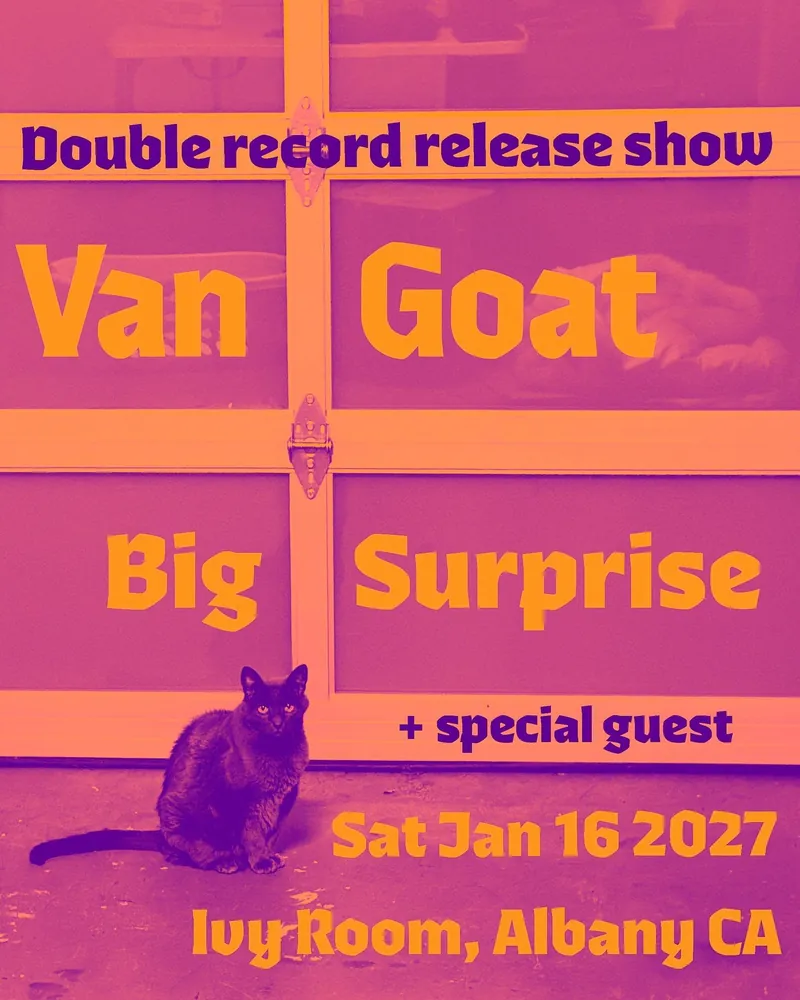 Double record release show
Van Goat
Big Surprise
+ special guest
Sat Jan 16 2027
Ivy Room, Albany CA